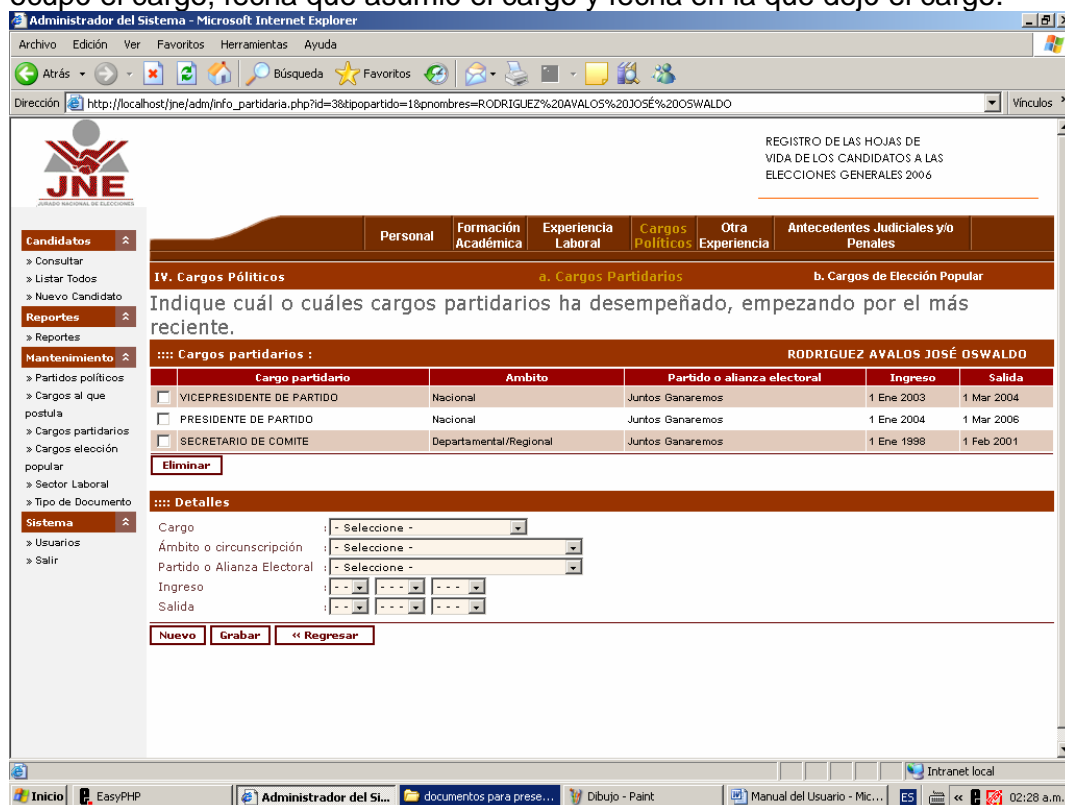 ocupó el cargo, fecha que asumió el cargo y fecha en la que dejó el cargo.
Administrador del Sistema - Microsoft Internet Explorer
Archivo Edición Ver Favoritos Herramientas Ayuda
Atrás Búsqueda Favoritos
Dirección http://localhost/jne/adm/info_partidaria.php?id=3&tipopartido=1&pnombres=RODRIGUEZ%20AVALOS%20JOSÉ%20OSWALDO Vínculos
JNE
JURADO NACIONAL DE ELECCIONES
REGISTRO DE LAS HOJAS DE
VIDA DE LOS CANDIDATOS A LAS
ELECCIONES GENERALES 2006
Candidatos
» Consultar
» Listar Todos
» Nuevo Candidato
Reportes
» Reportes
Mantenimiento
» Partidos políticos
» Cargos al que
postula
» Cargos partidarios
» Cargos elección
popular
» Sector Laboral
» Tipo de Documento
Sistema
» Usuarios
» Salir
Personal
Formación
Académica
Experiencia
Laboral
Cargos
Políticos
Otra
Experiencia
Antecedentes Judiciales y/o
Penales
IV. Cargos Póliticos a. Cargos Partidarios b. Cargos de Elección Popular
Indique cuál o cuáles cargos partidarios ha desempeñado, empezando por el más
reciente.
:::: Cargos partidarios : RODRIGUEZ AVALOS JOSÉ OSWALDO
Cargo partidario Ambito Partido o alianza electoral Ingreso Salida
VICEPRESIDENTE DE PARTIDO Nacional Juntos Ganaremos 1 Ene 2003 1 Mar 2004
PRESIDENTE DE PARTIDO Nacional Juntos Ganaremos 1 Ene 2004 1 Mar 2006
SECRETARIO DE COMITE Departamental/Regional Juntos Ganaremos 1 Ene 1998 1 Feb 2001
Eliminar
:::: Detalles
Cargo : - Seleccione -
Ámbito o circunscripción : - Seleccione -
Partido o Alianza Electoral : - Seleccione -
Ingreso : - - - - - - - -
Salida : - - - - - - - -
Nuevo Grabar « Regresar
Intranet local
Inicio EasyPHP Administrador del Si... documentos para prese... Dibujo - Paint Manual del Usuario - Mic... ES « 02:28 a.m.